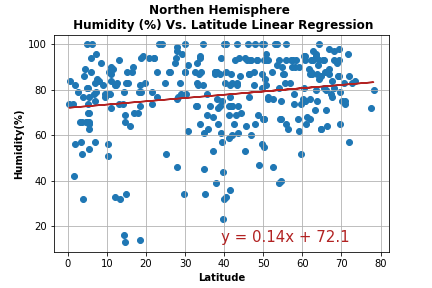 Northen Hemisphere
Humidity (%) Vs. Latitude Linear Regression
Humidity(%)
100
80
60
40
20
y = 0.14x + 72.1
0 10 20 30 40 50 60 70 80
Latitude